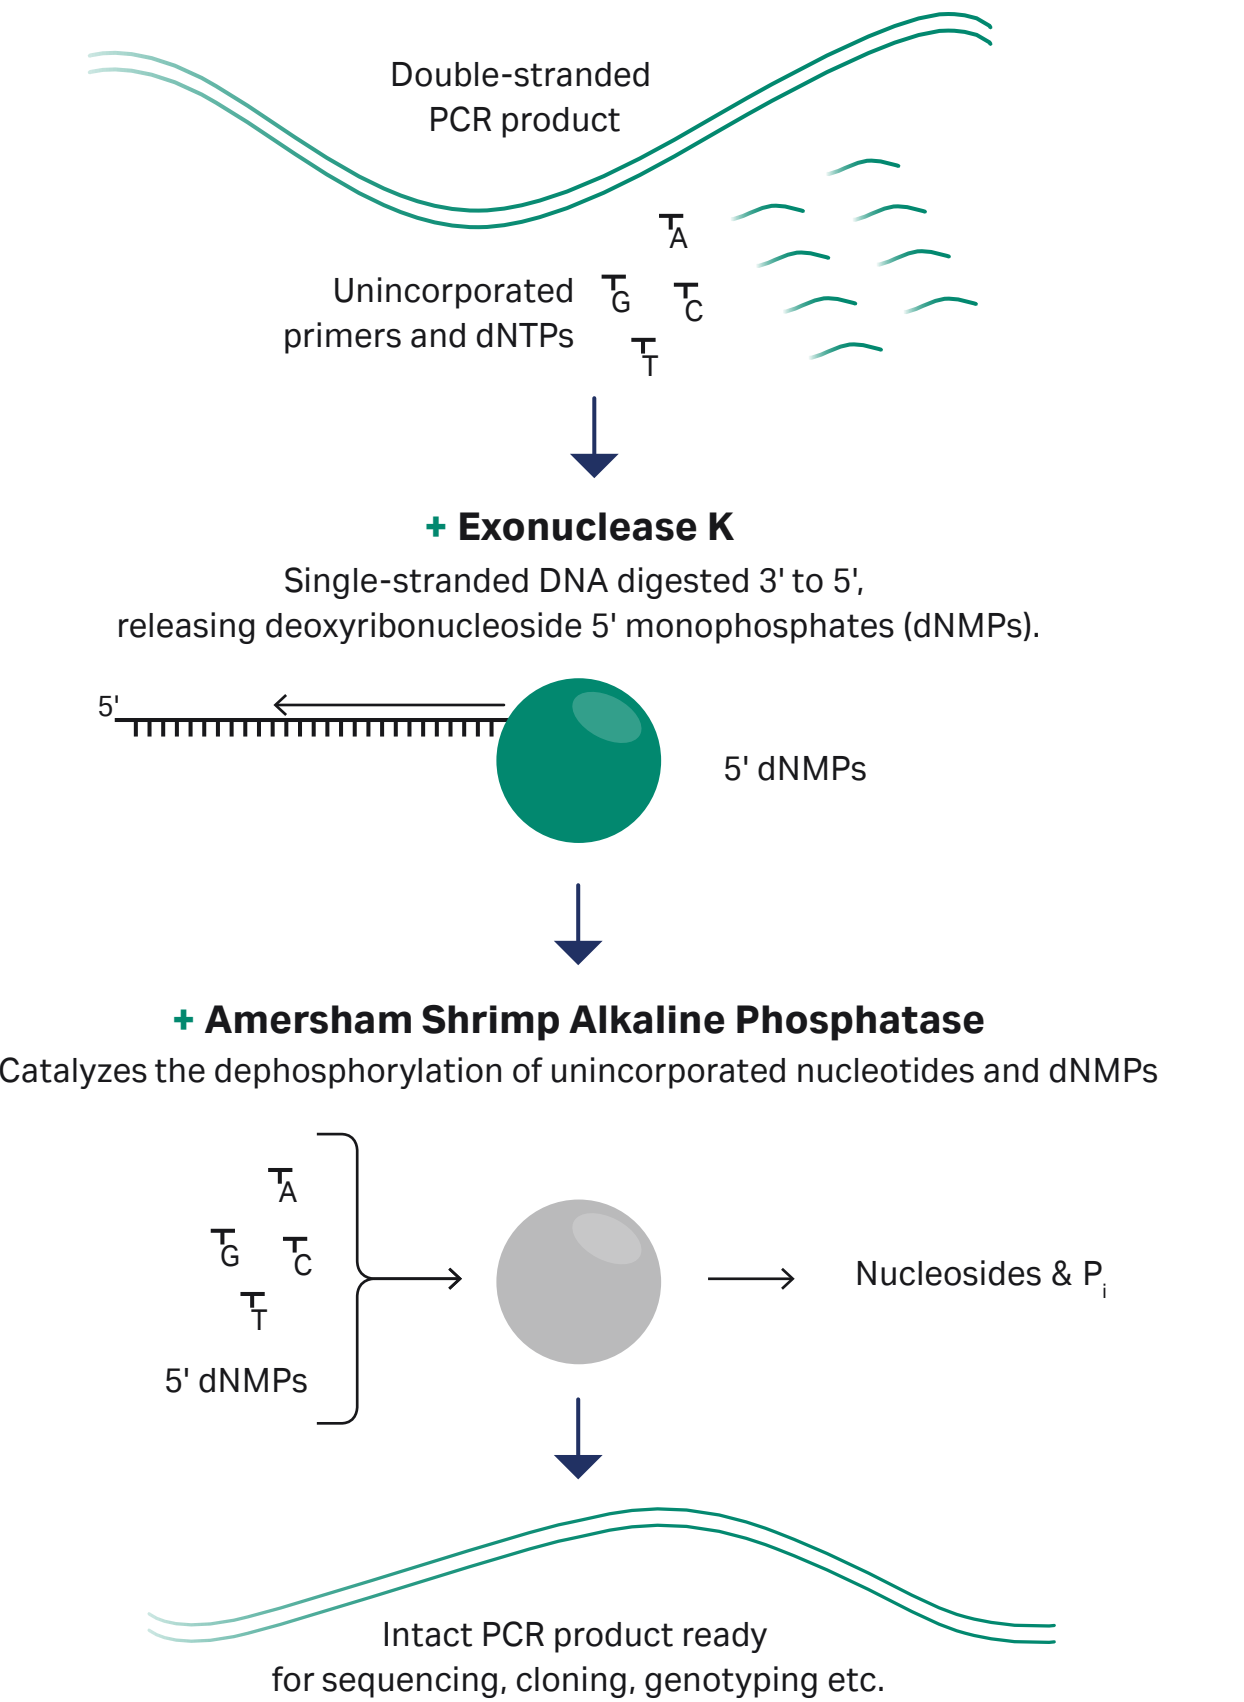 Double-stranded
PCR product
A
Unincorporated
primers and dNTPs
G
C
T
+ Exonuclease K
Single-stranded DNA digested 3' to 5',
releasing deoxyribonucleoside 5' monophosphates (dNMPs).
5'
5' dNMPs
+ Amersham Shrimp Alkaline Phosphatase
Catalyzes the dephosphorylation of unincorporated nucleotides and dNMPs
A
G
C
T
5' dNMPs
Nucleosides & Pi
Intact PCR product ready
for sequencing, cloning, genotyping etc.